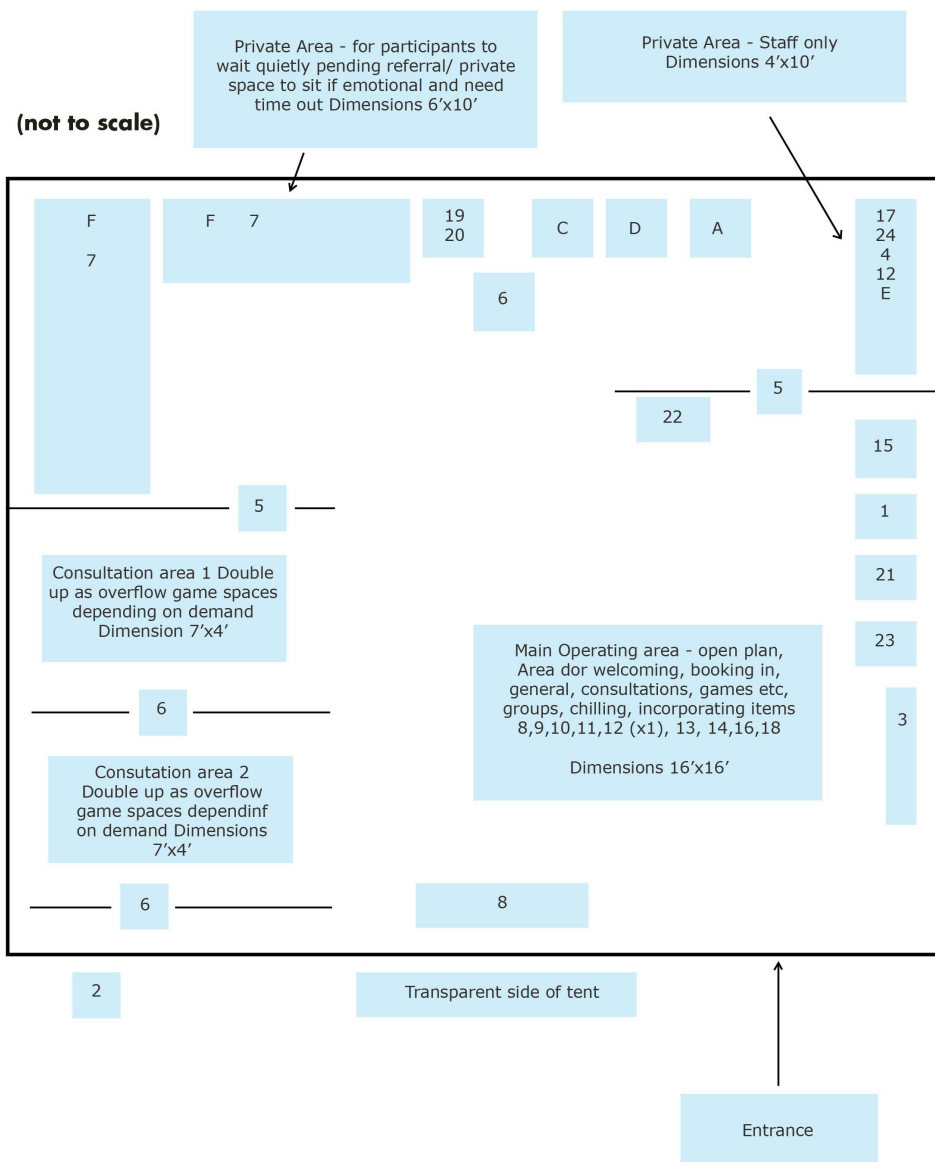 Private Area - for participants to
wait quietly pending referral/ private
space to sit if emotional and need
time out Dimensions 6’x10’
Private Area - Staff only
Dimensions 4’x10’
(not to scale)
F
7
F 7
19
20
C
D
A
17
24
4
12
E
6
5
22
15
5
1
Consultation area 1 Double
up as overflow game spaces
depending on demand
Dimension 7’x4’
21
23
Main Operating area - open plan,
Area dor welcoming, booking in,
general, consultations, games etc,
groups, chilling, incorporating items
8,9,10,11,12 (x1), 13, 14,16,18
Dimensions 16’x16’
6
3
Consutation area 2
Double up as overflow
game spaces dependinf
on demand Dimensions
7’x4’
6
8
2
Transparent side of tent
Entrance